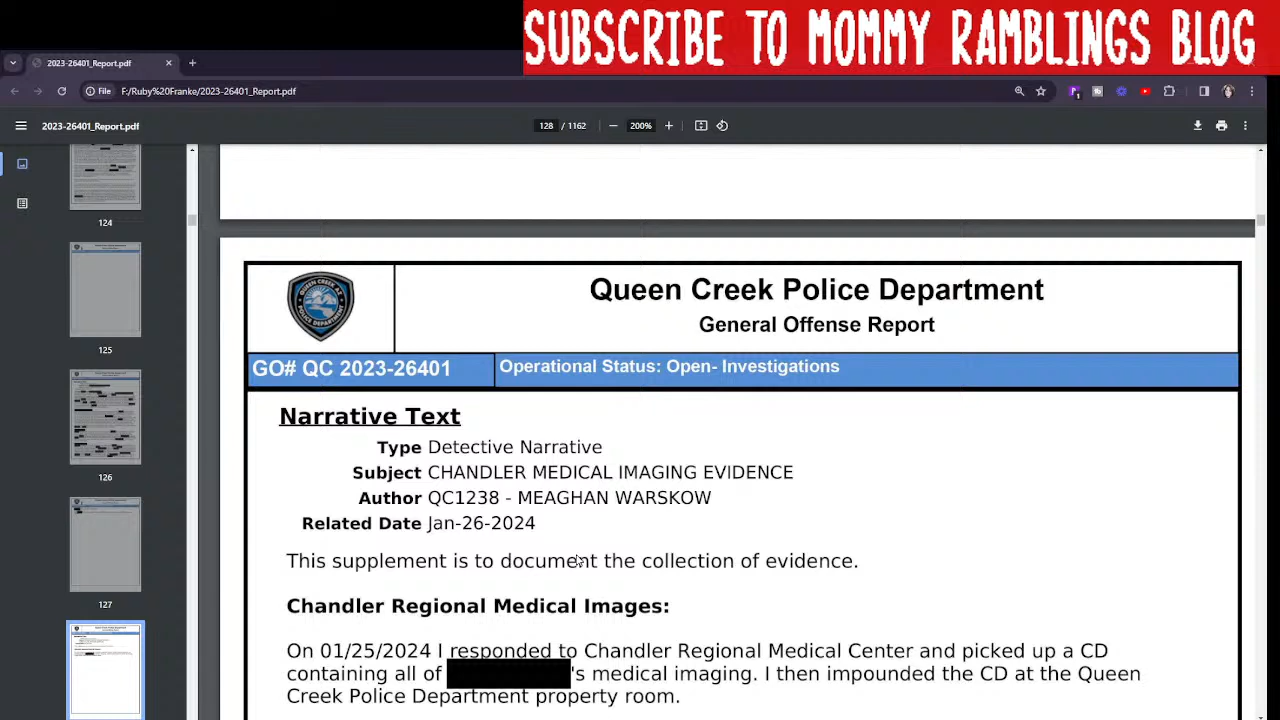 SUBSCRIBE TO MOMMY RAMBLINGS BLOG
2023-26401_Report.pdf
File F:/Ruby%20Franke/2023-26401_Report.pdf
2023-26401_Report.pdf 128 / 1162 200%
124
125
126
127
Queen Creek Police Department
General Offense Report
GO# QC 2023-26401 Operational Status: Open- Investigations
Narrative Text
Type Detective Narrative
Subject CHANDLER MEDICAL IMAGING EVIDENCE
Author QC1238 - MEAGHAN WARSKOW
Related Date Jan-26-2024
This supplement is to document the collection of evidence.
Chandler Regional Medical Images:
On 01/25/2024 I responded to Chandler Regional Medical Center and picked up a CD
containing all of 's medical imaging. I then impounded the CD at the Queen
Creek Police Department property room.